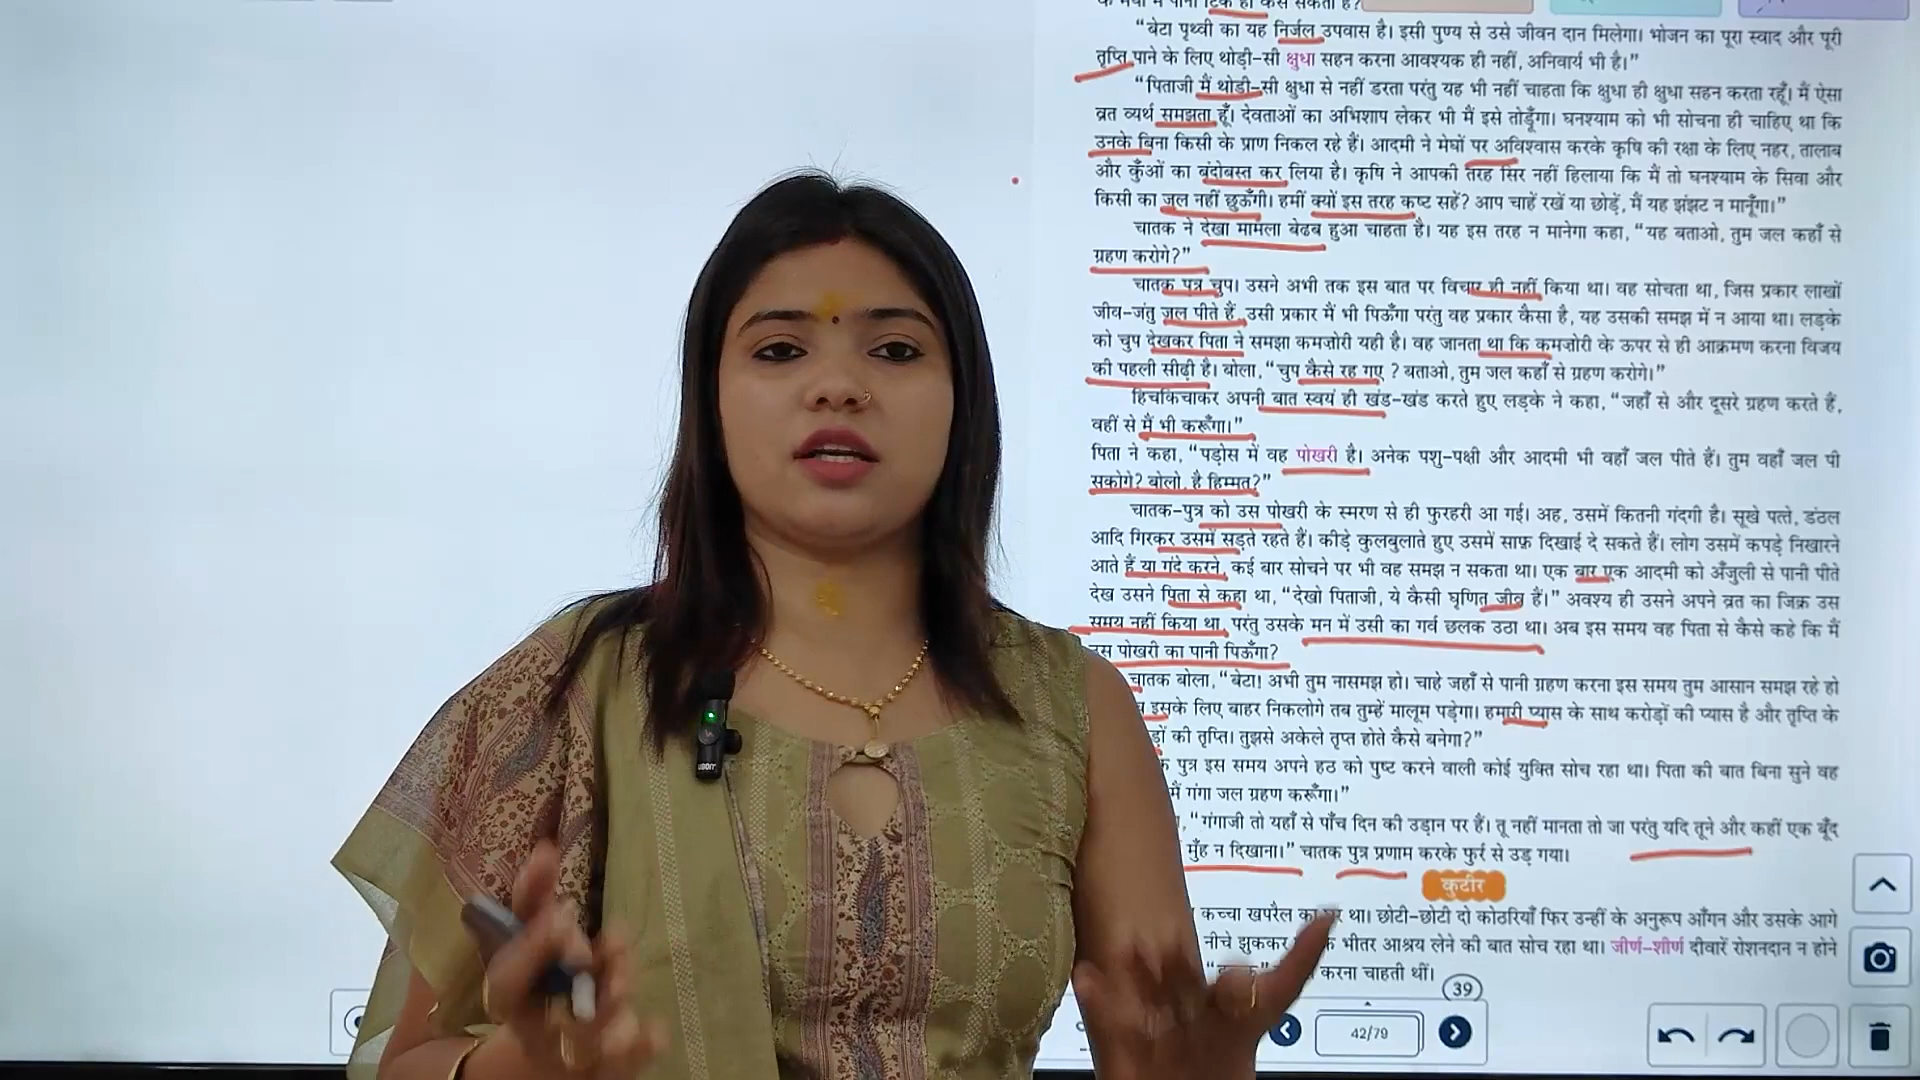 “बेटा पृथ्वी का यह निर्जल उपवास है। इसी पुण्य से उसे जीवन दान मिलेगा। भोजन का पूरा स्वाद और पूरी
तृप्ति पाने के लिए थोड़ी-सी क्षुधा सहन करना आवश्यक ही नहीं, अनिवार्य भी है।”
“पिताजी मैं थोड़ी-सी क्षुधा से नहीं डरता परंतु यह भी नहीं चाहता कि क्षुधा ही क्षुधा सहन करता रहूँ। मैं ऐसा
व्रत व्यर्थ समझता हूँ। देवताओं का अभिशाप लेकर भी मैं इसे तोड़ूँगा। घनश्याम को भी सोचना ही चाहिए था कि
उनके बिना किसी के प्राण निकल रहे हैं। आदमी ने मेघों पर अविश्वास करके कृषि की रक्षा के लिए नहर, तालाब
और कुँओं का बंदोबस्त कर लिया है। कृषि ने आपकी तरह सिर नहीं हिलाया कि मैं तो घनश्याम के सिवा और
किसी का जल नहीं छुऊँगी। हमीं क्यों इस तरह कष्ट सहें? आप चाहें रखें या छोड़ें, मैं यह झंझट न मानूँगा।”
चातक ने देखा मामला बेढब हुआ चाहता है। यह इस तरह न मानेगा कहा, “यह बताओ, तुम जल कहाँ से
ग्रहण करोगे?”
चातक पुत्र चुप। उसने अभी तक इस बात पर विचार ही नहीं किया था। वह सोचता था, जिस प्रकार लाखों
जीव-जंतु जल पीते हैं, उसी प्रकार मैं भी पिऊँगा परंतु वह प्रकार कैसा है, यह उसकी समझ में न आया था। लड़के
को चुप देखकर पिता ने समझा कमज़ोरी यही है। वह जानता था कि कमज़ोरी के ऊपर से ही आक्रमण करना विजय
की पहली सीढ़ी है। बोला, “चुप कैसे रह गए ? बताओ, तुम जल कहाँ से ग्रहण करोगे।”
हिचकिचाकर अपनी बात स्वयं ही खंड-खंड करते हुए लड़के ने कहा, “जहाँ से और दूसरे ग्रहण करते हैं,
वहीं से मैं भी करूँगा।”
पिता ने कहा, “पड़ोस में वह पोखरी है। अनेक पशु-पक्षी और आदमी भी वहाँ जल पीते हैं। तुम वहाँ जल पी
सकोगे? बोलो, है हिम्मत?”
चातक-पुत्र को उस पोखरी के स्मरण से ही फुरहरी आ गई। अह, उसमें कितनी गंदगी है। सूखे पत्ते, डंठल
आदि गिरकर उसमें सड़ते रहते हैं। कीड़े कुलबुलाते हुए उसमें साफ़ दिखाई दे सकते हैं। लोग उसमें कपड़े निखारने
आते हैं या गंदे करने, कई बार सोचने पर भी वह समझ न सकता था। एक बार एक आदमी को अँजुली से पानी पीते
देख उसने पिता से कहा था, “देखो पिताजी, ये कैसी घृणित जीव हैं।” अवश्य ही उसने अपने व्रत का जिक्र उस
समय नहीं किया था, परंतु उसके मन में उसी का गर्व छलक उठा था। अब इस समय वह पिता से कैसे कहे कि मैं
उस पोखरी का पानी पिऊँगा?
चातक बोला, “बेटा! अभी तुम नासमझ हो। चाहे जहाँ से पानी ग्रहण करना इस समय तुम आसान समझ रहे हो
इसके लिए बाहर निकलोगे तब तुम्हें मालूम पड़ेगा। हमारी प्यास के साथ करोड़ों की प्यास है और तृप्ति के
की तृप्ति। तुझसे अकेले तृप्त होते कैसे बनेगा?”
पुत्र इस समय अपने हठ को पुष्ट करने वाली कोई युक्ति सोच रहा था। पिता की बात बिना सुने वह
मैं गंगा जल ग्रहण करूँगा।”
“गंगाजी तो यहाँ से पाँच दिन की उड़ान पर हैं। तू नहीं मानता तो जा परंतु यदि तूने और कहीं एक बूँद
मुँह न दिखाना।” चातक पुत्र प्रणाम करके फुर्र से उड़ गया।
कुटीर
कच्चा खपरैल का घर था। छोटी-छोटी दो कोठरियाँ फिर उन्हीं के अनुरूप आँगन और उसके आगे
नीचे झुककर भीतर आश्रय लेने की बात सोच रहा था। जीर्ण-शीर्ण दीवारें रोशनदान न होने
करना चाहती थीं।
39
42/79